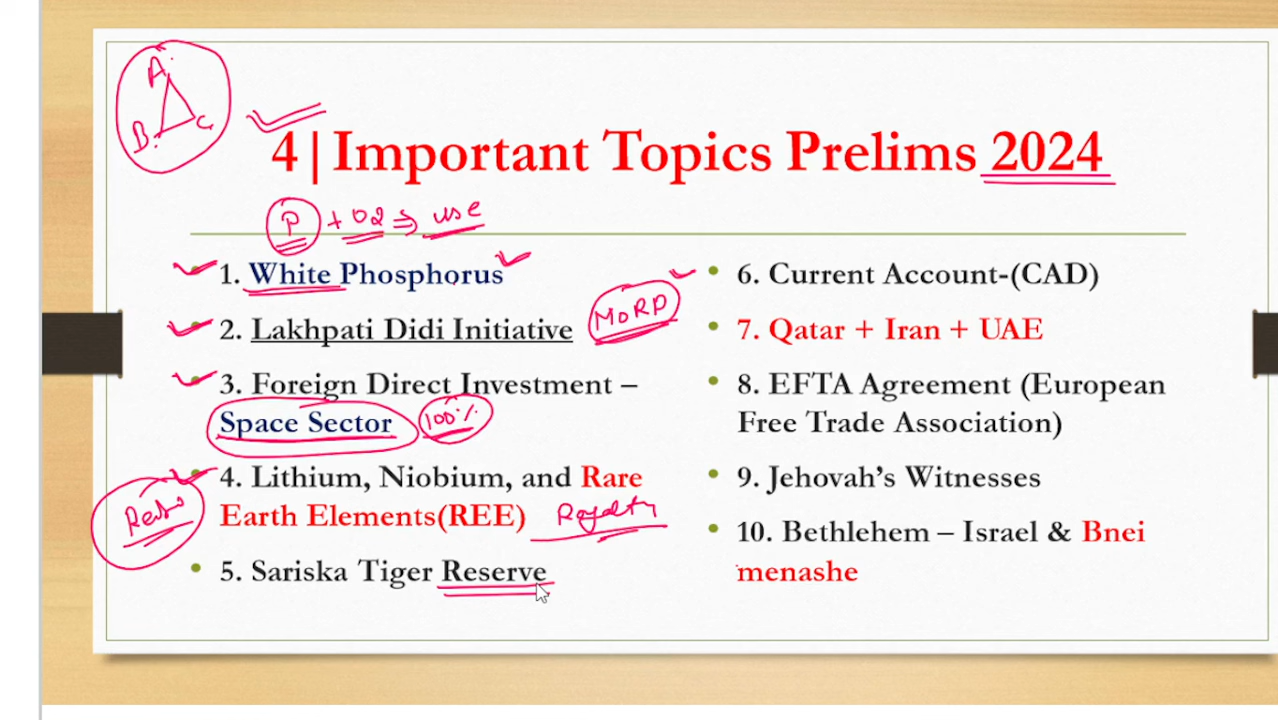 A
B
C
4|Important Topics Prelims 2024
P + O2 ⇒ use
1. White Phosphorus
2. Lakhpati Didi Initiative
MoRD
3. Foreign Direct Investment –
Space Sector
100%
4. Lithium, Niobium, and Rare
Earth Elements(REE)
Royalty
5. Sariska Tiger Reserve
6. Current Account-(CAD)
7. Qatar + Iran + UAE
8. EFTA Agreement (European
Free Trade Association)
9. Jehovah's Witnesses
10. Bethlehem – Israel & Bnei
menashe